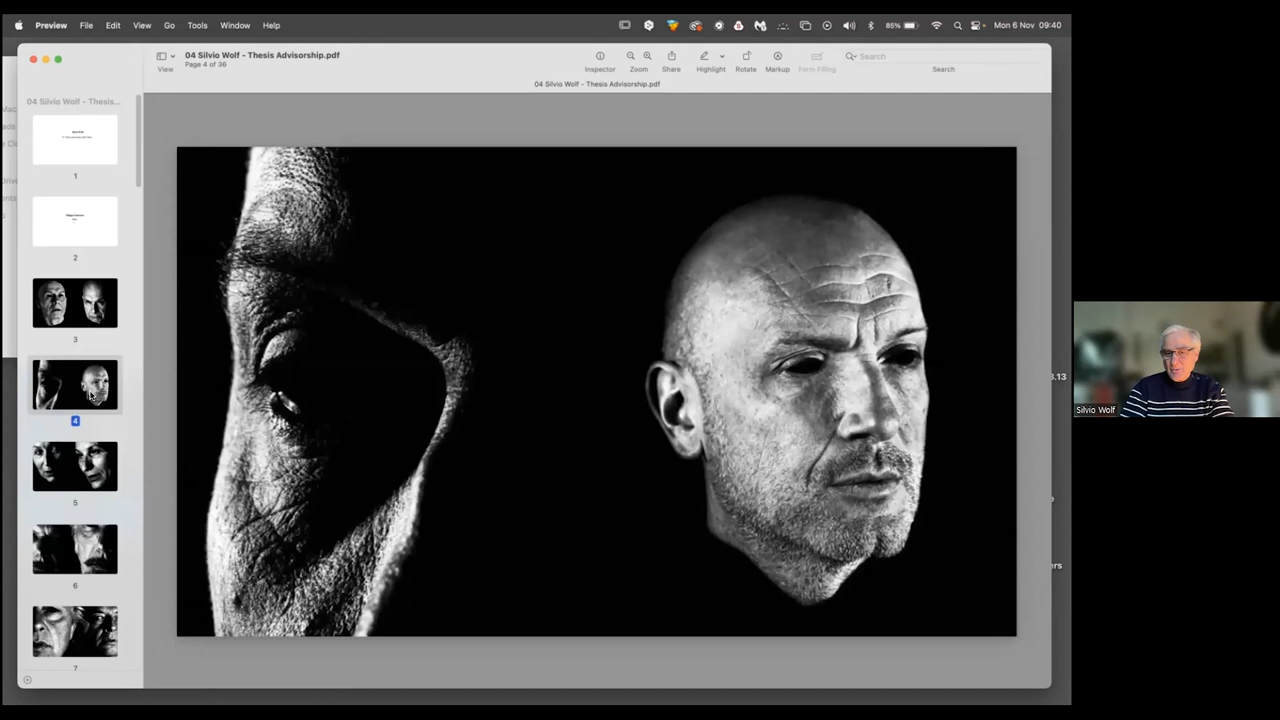 Preview File Edit View Go Tools Window Help 85% Mon 6 Nov 09:40
04 Silvio Wolf - Thesis Advisorship.pdf
Page 4 of 36
View Inspector Zoom Share Highlight Rotate Markup Form Filling Search Search
04 Silvio Wolf - Thesis Advisorship.pdf
04 Silvio Wolf - Thesis...
1
2
3
4
5
6
7
Silvio Wolf